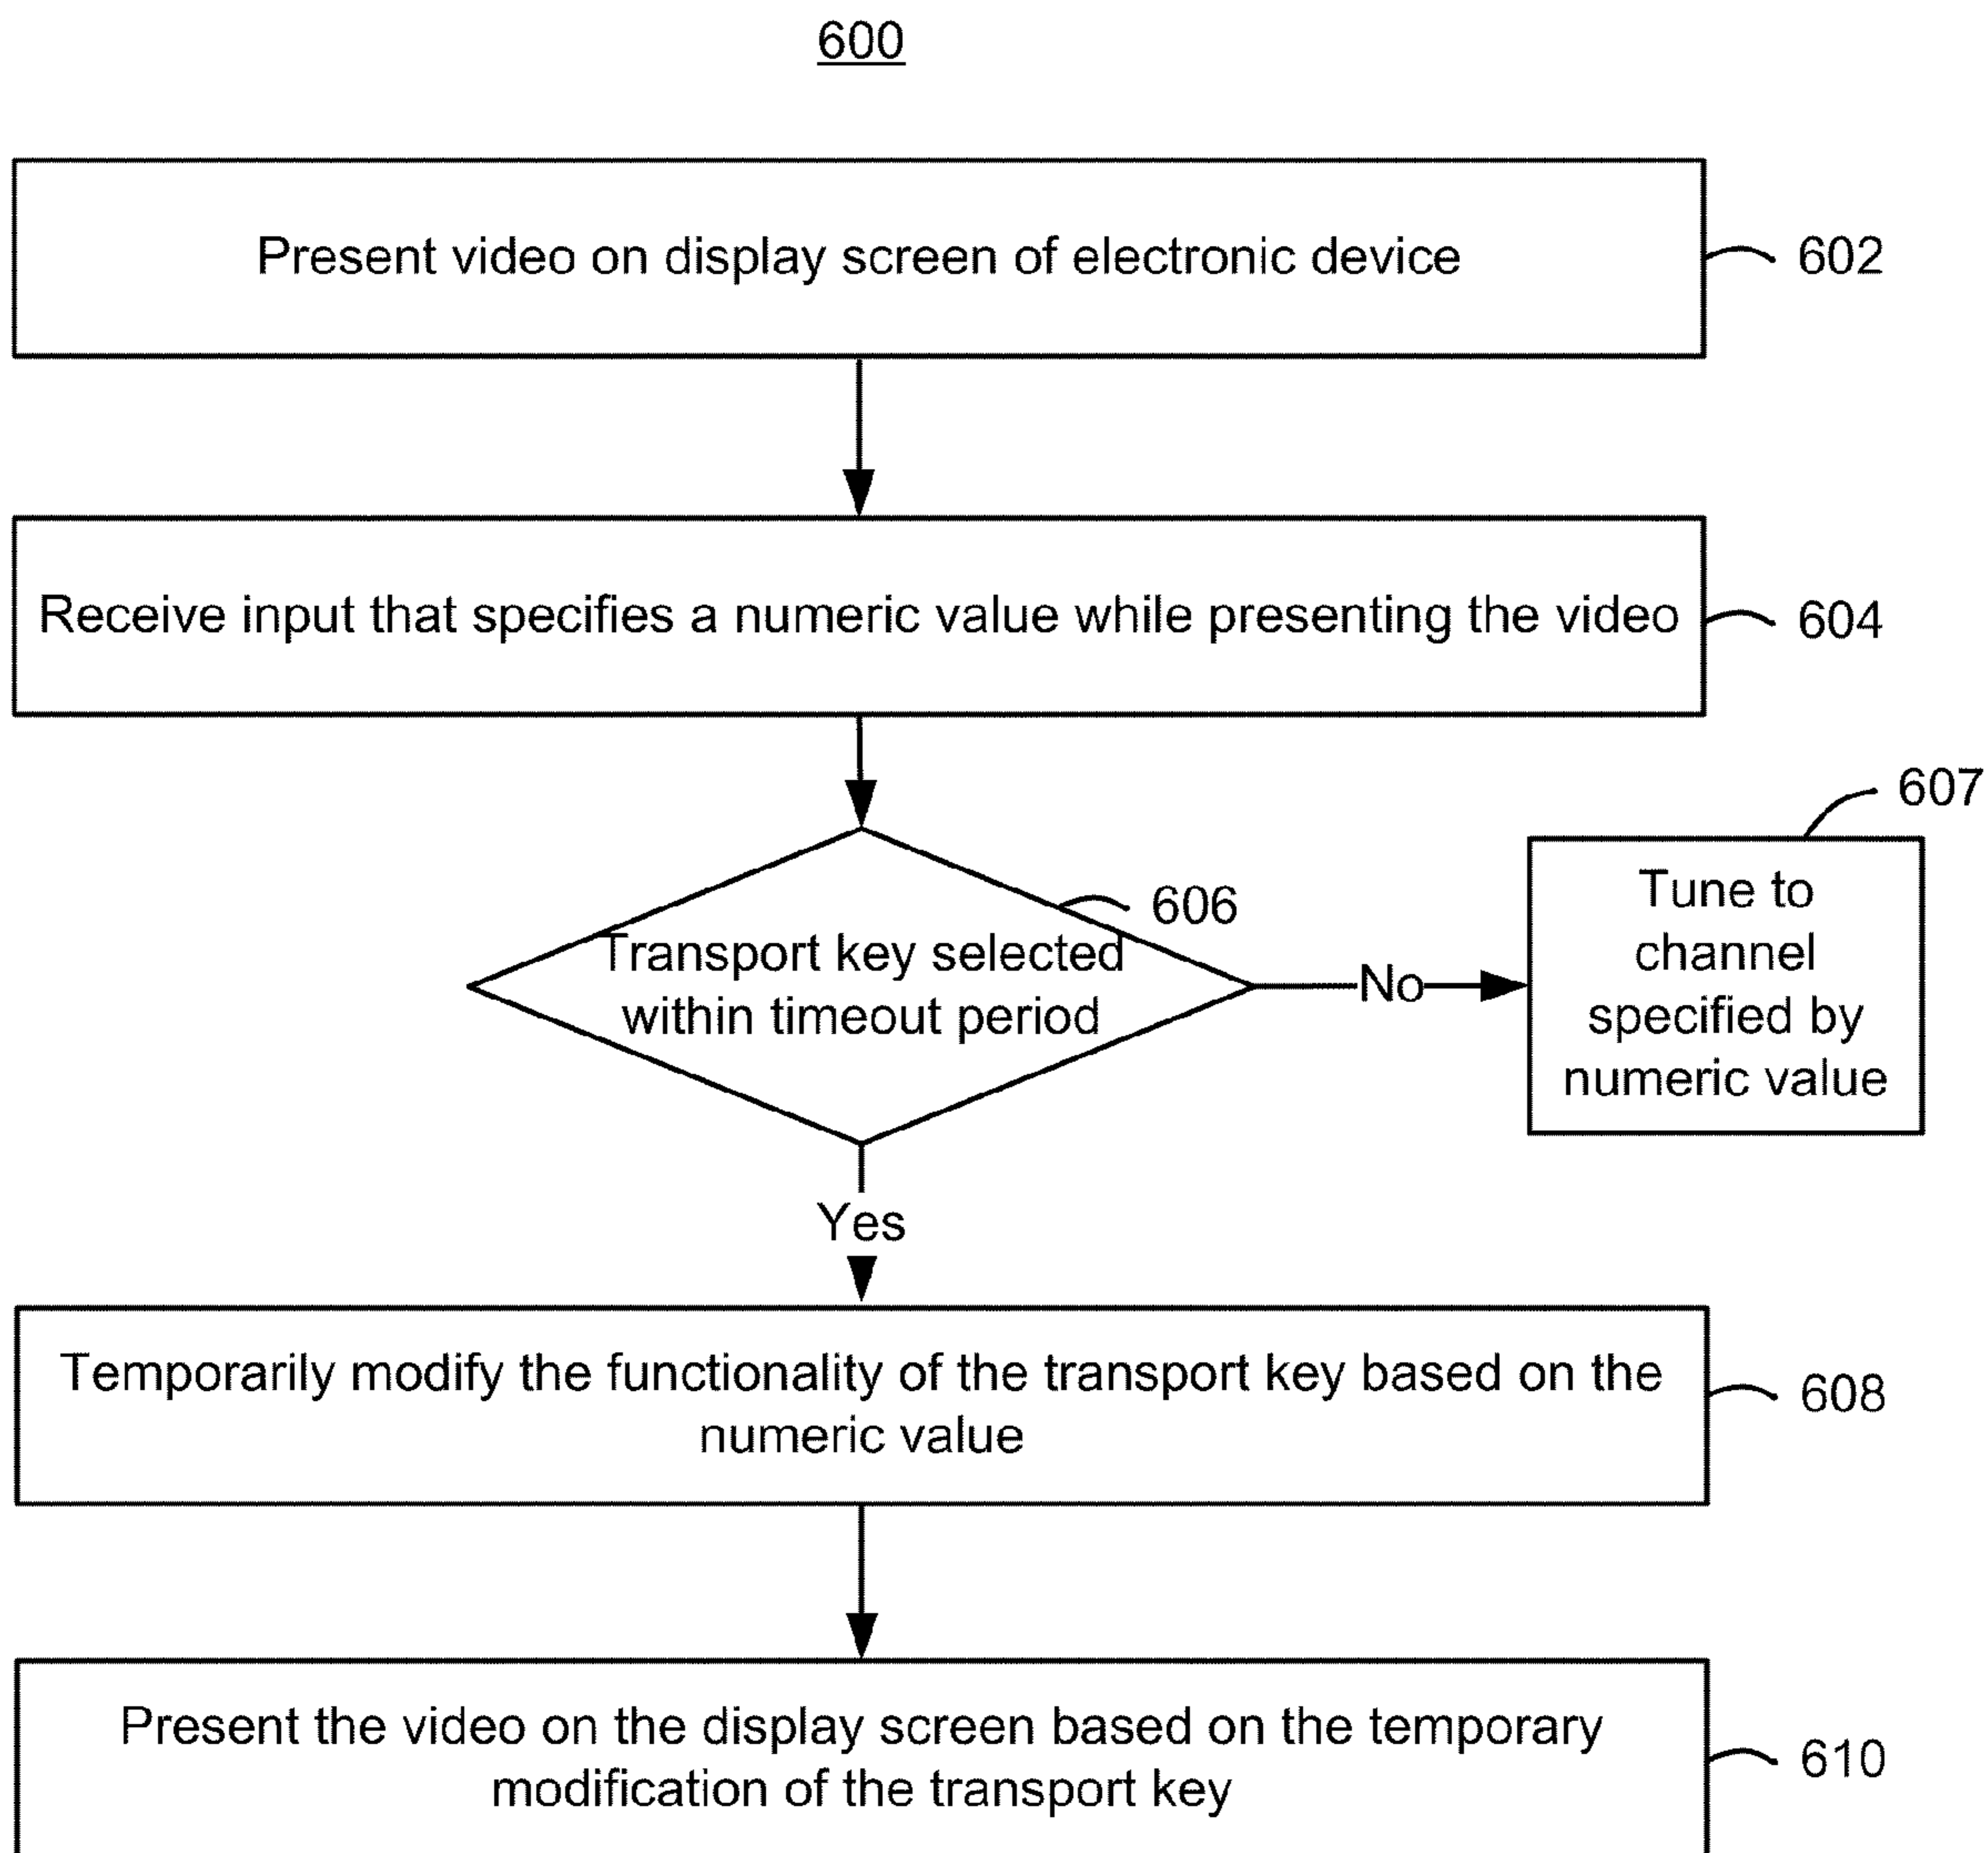 600
Present video on display screen of electronic device
602
Receive input that specifies a numeric value while presenting the video
604
607
606
Transport key selected
within timeout period
No
Tune to
channel
specified by
numeric value
Yes
Temporarily modify the functionality of the transport key based on the
numeric value
608
Present the video on the display screen based on the temporary
modification of the transport key
610